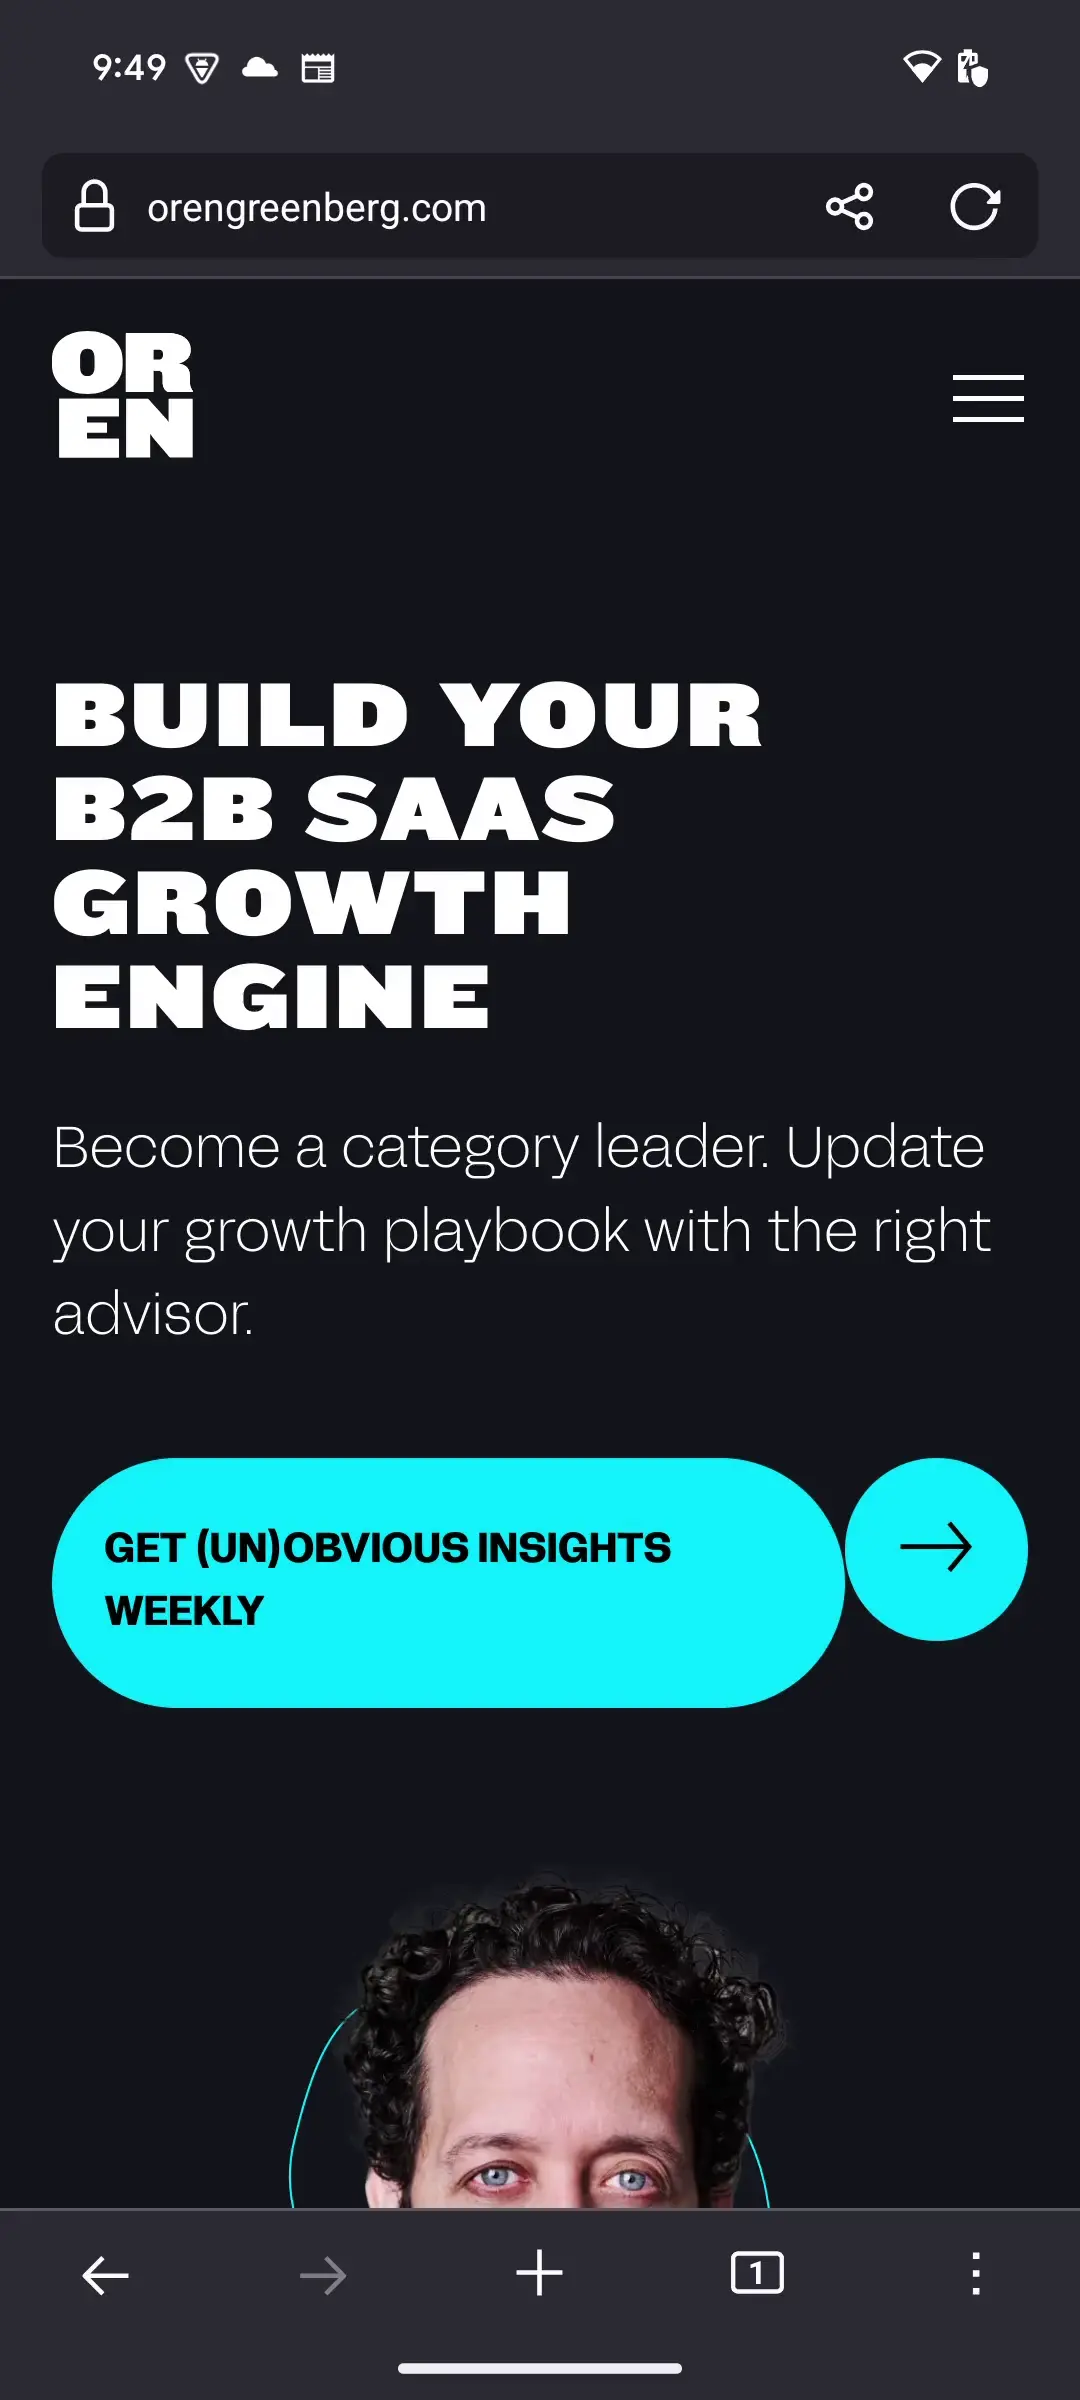 9:49
orengreenberg.com
OR
EN
BUILD YOUR
B2B SAAS
GROWTH
ENGINE
Become a category leader. Update
your growth playbook with the right
advisor.
GET (UN)OBVIOUS INSIGHTS
WEEKLY
1